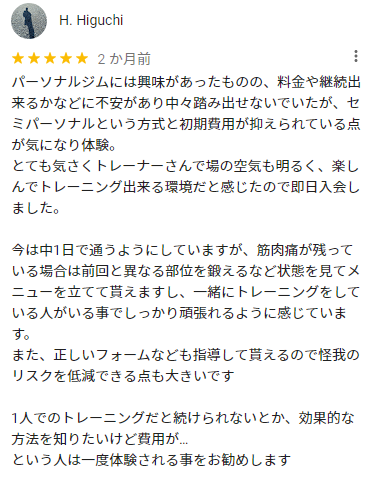 H. Higuchi
2 か月前
パーソナルジムには興味があったものの、料金や継続出
来るかなどに不安があり中々踏み出せないでいたが、セ
ミパーソナルという方式と初期費用が抑えられている点
が気になり体験。
とても気さくトレーナーさんで場の空気も明るく、楽し
んでトレーニング出来る環境だと感じたので即日入会し
ました。
今は中1日で通うようにしていますが、筋肉痛が残って
いる場合は前回と異なる部位を鍛えるなど状態を見てメ
ニューを立てて貰えますし、一緒にトレーニングをして
いる人がいる事でしっかり頑張れるように感じていま
す。
また、正しいフォームなども指導して貰えるので怪我の
リスクを低減できる点も大きいです
1人でのトレーニングだと続けられないとか、効果的な
方法を知りたいけど費用が...
という人は一度体験される事をお勧めします